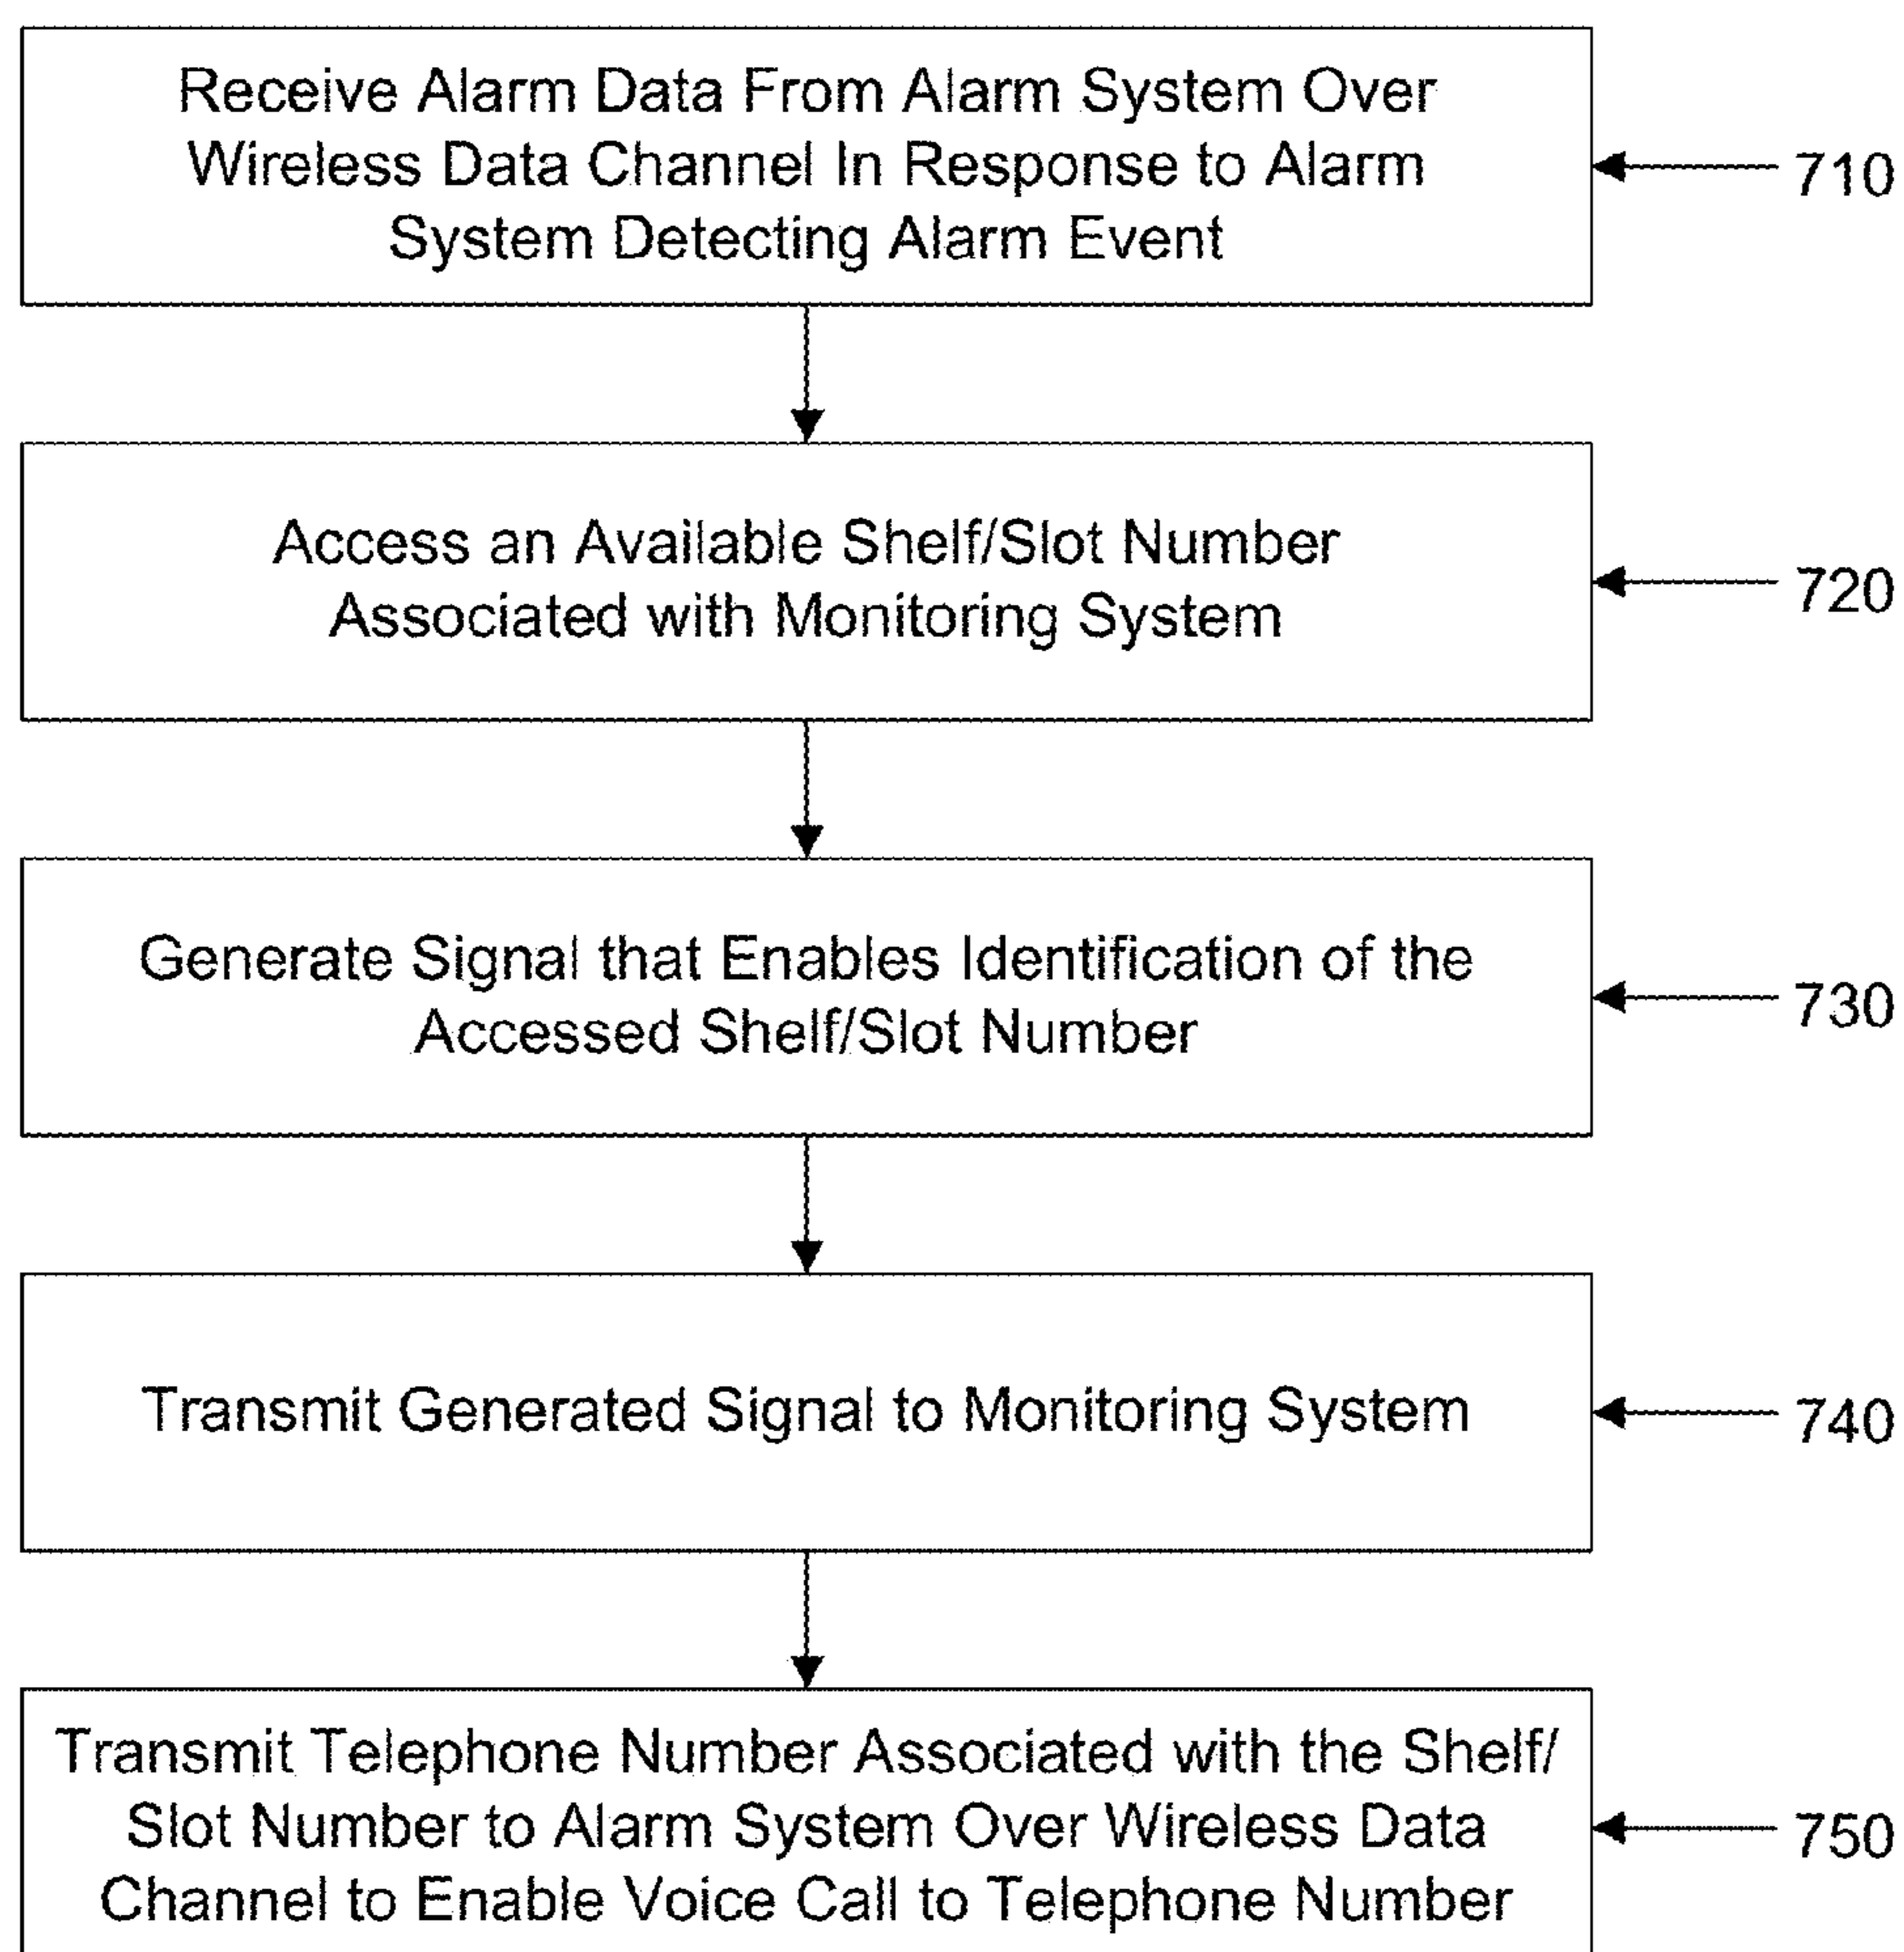 Receive Alarm Data From Alarm System Over
Wireless Data Channel In Response to Alarm
System Detecting Alarm Event
710
Access an Available Shelf/Slot Number
Associated with Monitoring System
720
Generate Signal that Enables Identification of the
Accessed Shelf/Slot Number
730
Transmit Generated Signal to Monitoring System
740
Transmit Telephone Number Associated with the Shelf/
Slot Number to Alarm System Over Wireless Data
Channel to Enable Voice Call to Telephone Number
750